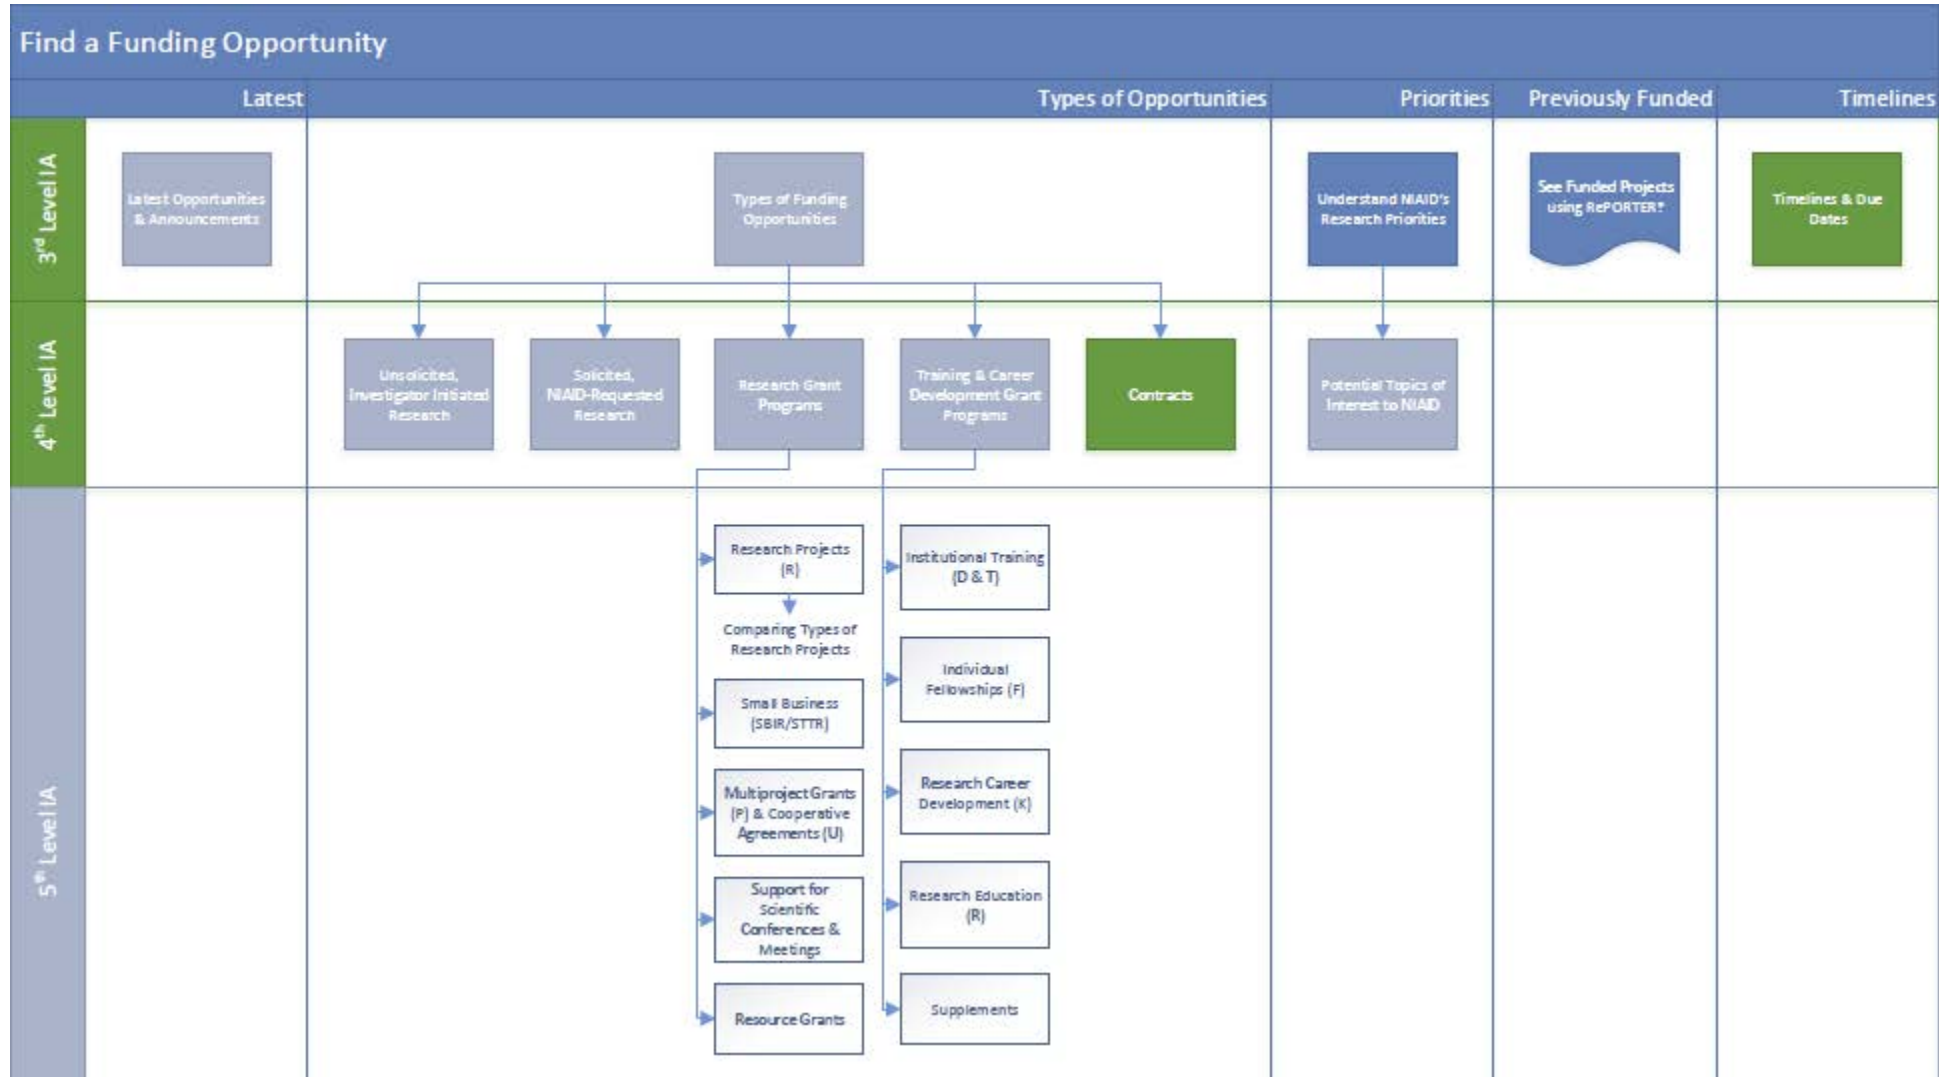 Find a Funding Opportunity
Latest
Types of Opportunities
Priorities
Previously Funded
Timelines
3rd Level IA
Latest Opportunities
& Announcements
Types of Funding
Opportunities
Understand NIAID's
Research Priorities
See Funded Projects
using RePORTER†
Timelines & Due
Dates
4th Level IA
Unsolicited,
Investigator Initiated
Research
Solicited,
NIAID-Requested
Research
Research Grant
Programs
Training & Career
Development Grant
Programs
Contracts
Potential Topics of
Interest to NIAID
5th Level IA
Research Projects
(R)
Comparing Types of
Research Projects
Small Business
(SBIR/STTR)
Multiproject Grants
(P) & Cooperative
Agreements (U)
Support for
Scientific
Conferences &
Meetings
Resource Grants
Institutional Training
(D & T)
Individual
Fellowships (F)
Research Career
Development (K)
Research Education
(R)
Supplements